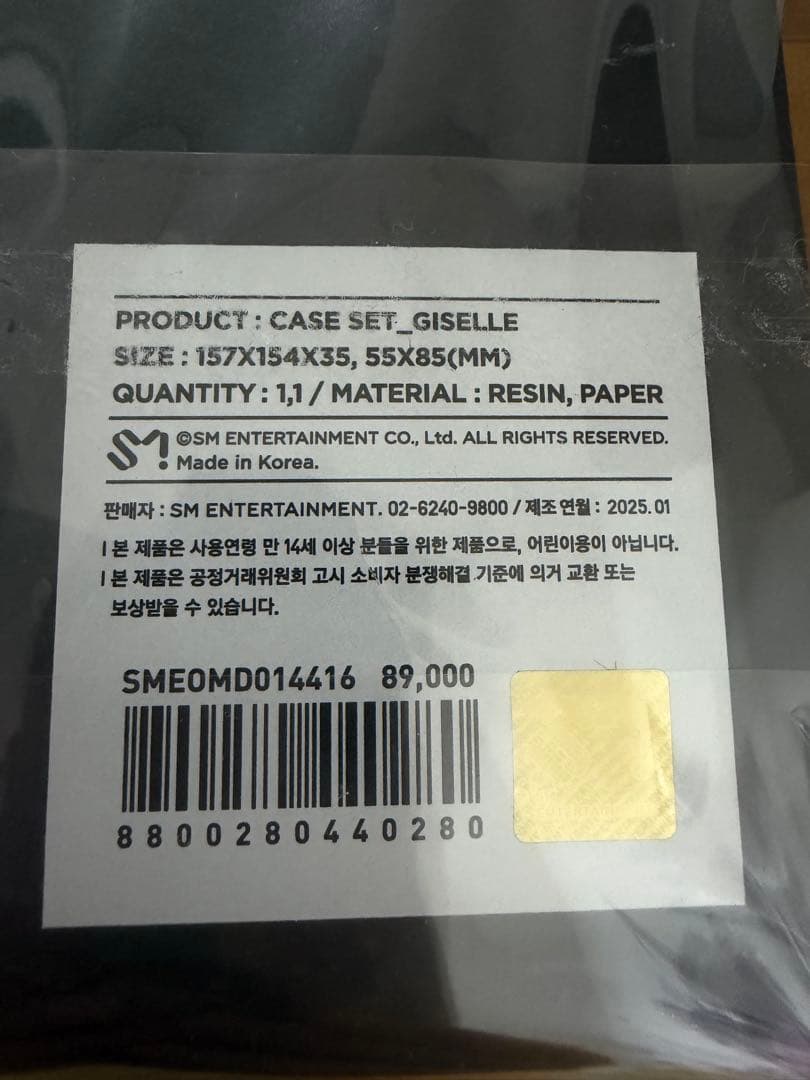 PRODUCT : CASE SET_GISELLE
SIZE : 157X154X35, 55X85(MM)
QUANTITY : 1,1 / MATERIAL : RESIN, PAPER
SM ©SM ENTERTAINMENT CO., Ltd. ALL RIGHTS RESERVED.
Made in Korea.
판매자 : SM ENTERTAINMENT. 02-6240-9800 / 제조연월 : 2025.01
I 본 제품은 사용연령 만 14세 이상 분들을 위한 제품으로, 어린이용이 아닙니다.
I 본 제품은 공정거래위원회 고시 소비자 분쟁해결 기준에 의거 교환 또는
보상받을 수 있습니다.
SMEOMD014416 89,000
8800280440280